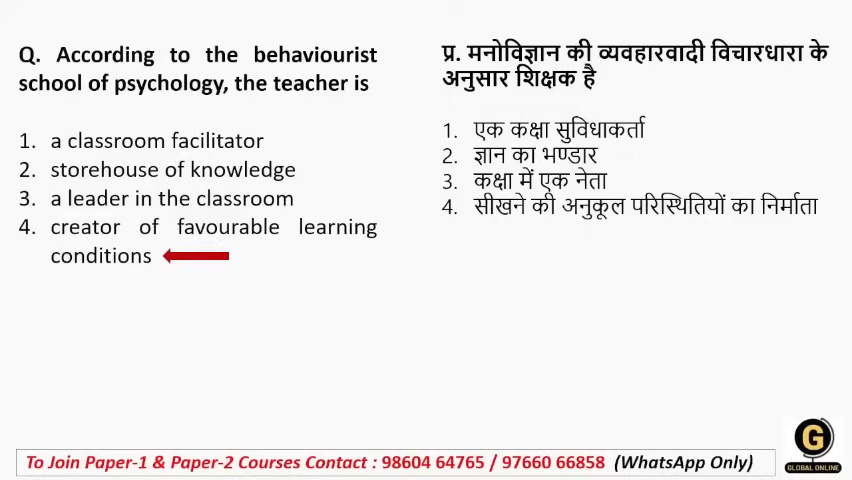 Q. According to the behaviourist
school of psychology, the teacher is
1. a classroom facilitator
2. storehouse of knowledge
3. a leader in the classroom
4. creator of favourable learning
conditions
प्र. मनोविज्ञान की व्यवहारवादी विचारधारा के
अनुसार शिक्षक है
1. एक कक्षा सुविधाकर्ता
2. ज्ञान का भण्डार
3. कक्षा में एक नेता
4. सीखने की अनुकूल परिस्थितियों का निर्माता
To Join Paper-1 & Paper-2 Courses Contact : 98604 64765 / 97660 66858 (WhatsApp Only)
G
GLOBAL ONLINE